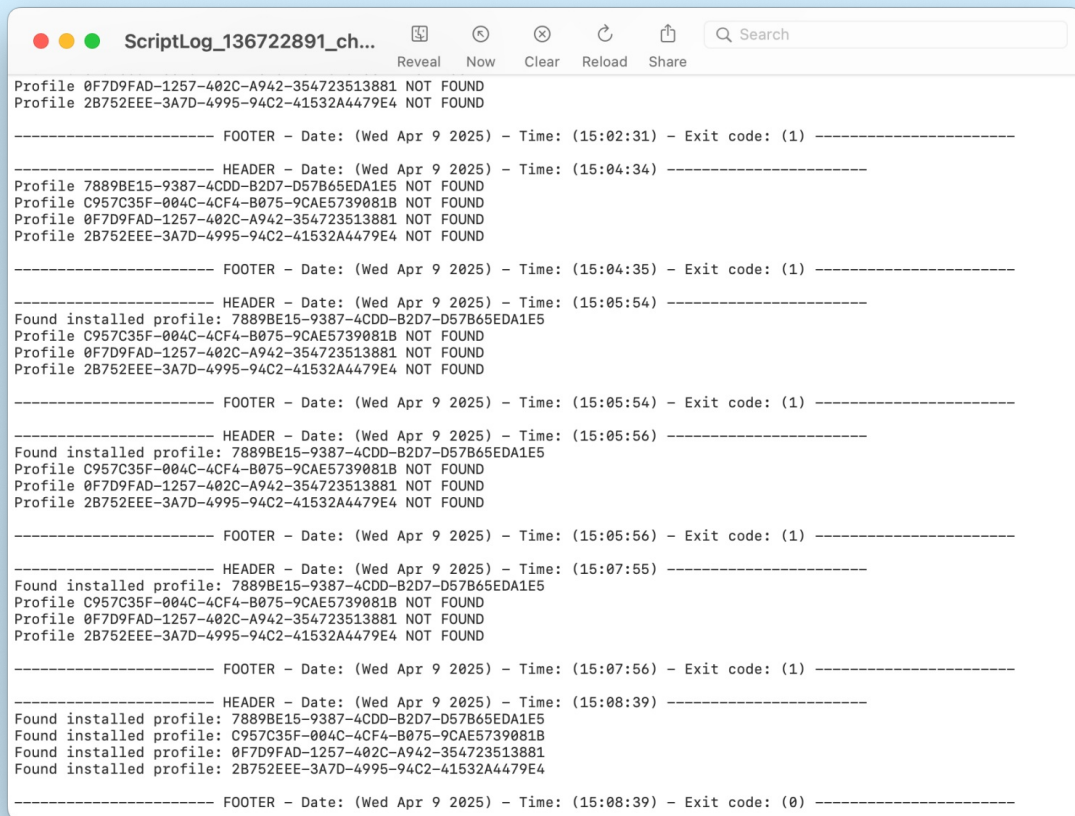 ScriptLog_136722891_ch...
Reveal Now Clear Reload Share
Search
Profile 0F7D9FAD-1257-402C-A942-354723513881 NOT FOUND
Profile 2B752EEE-3A7D-4995-94C2-41532A4479E4 NOT FOUND
----------------------- FOOTER - Date: (Wed Apr 9 2025) - Time: (15:02:31) - Exit code: (1) -----------------------
----------------------- HEADER - Date: (Wed Apr 9 2025) - Time: (15:04:34) -----------------------
Profile 7889BE15-9387-4CDD-B2D7-D57B65EDA1E5 NOT FOUND
Profile C957C35F-004C-4CF4-B075-9CAE5739081B NOT FOUND
Profile 0F7D9FAD-1257-402C-A942-354723513881 NOT FOUND
Profile 2B752EEE-3A7D-4995-94C2-41532A4479E4 NOT FOUND
----------------------- FOOTER - Date: (Wed Apr 9 2025) - Time: (15:04:35) - Exit code: (1) -----------------------
----------------------- HEADER - Date: (Wed Apr 9 2025) - Time: (15:05:54) -----------------------
Found installed profile: 7889BE15-9387-4CDD-B2D7-D57B65EDA1E5
Profile C957C35F-004C-4CF4-B075-9CAE5739081B NOT FOUND
Profile 0F7D9FAD-1257-402C-A942-354723513881 NOT FOUND
Profile 2B752EEE-3A7D-4995-94C2-41532A4479E4 NOT FOUND
----------------------- FOOTER - Date: (Wed Apr 9 2025) - Time: (15:05:54) - Exit code: (1) -----------------------
----------------------- HEADER - Date: (Wed Apr 9 2025) - Time: (15:05:56) -----------------------
Found installed profile: 7889BE15-9387-4CDD-B2D7-D57B65EDA1E5
Profile C957C35F-004C-4CF4-B075-9CAE5739081B NOT FOUND
Profile 0F7D9FAD-1257-402C-A942-354723513881 NOT FOUND
Profile 2B752EEE-3A7D-4995-94C2-41532A4479E4 NOT FOUND
----------------------- FOOTER - Date: (Wed Apr 9 2025) - Time: (15:05:56) - Exit code: (1) -----------------------
----------------------- HEADER - Date: (Wed Apr 9 2025) - Time: (15:07:55) -----------------------
Found installed profile: 7889BE15-9387-4CDD-B2D7-D57B65EDA1E5
Profile C957C35F-004C-4CF4-B075-9CAE5739081B NOT FOUND
Profile 0F7D9FAD-1257-402C-A942-354723513881 NOT FOUND
Profile 2B752EEE-3A7D-4995-94C2-41532A4479E4 NOT FOUND
----------------------- FOOTER - Date: (Wed Apr 9 2025) - Time: (15:07:56) - Exit code: (1) -----------------------
----------------------- HEADER - Date: (Wed Apr 9 2025) - Time: (15:08:39) -----------------------
Found installed profile: 7889BE15-9387-4CDD-B2D7-D57B65EDA1E5
Found installed profile: C957C35F-004C-4CF4-B075-9CAE5739081B
Found installed profile: 0F7D9FAD-1257-402C-A942-354723513881
Found installed profile: 2B752EEE-3A7D-4995-94C2-41532A4479E4
----------------------- FOOTER - Date: (Wed Apr 9 2025) - Time: (15:08:39) - Exit code: (0) -----------------------